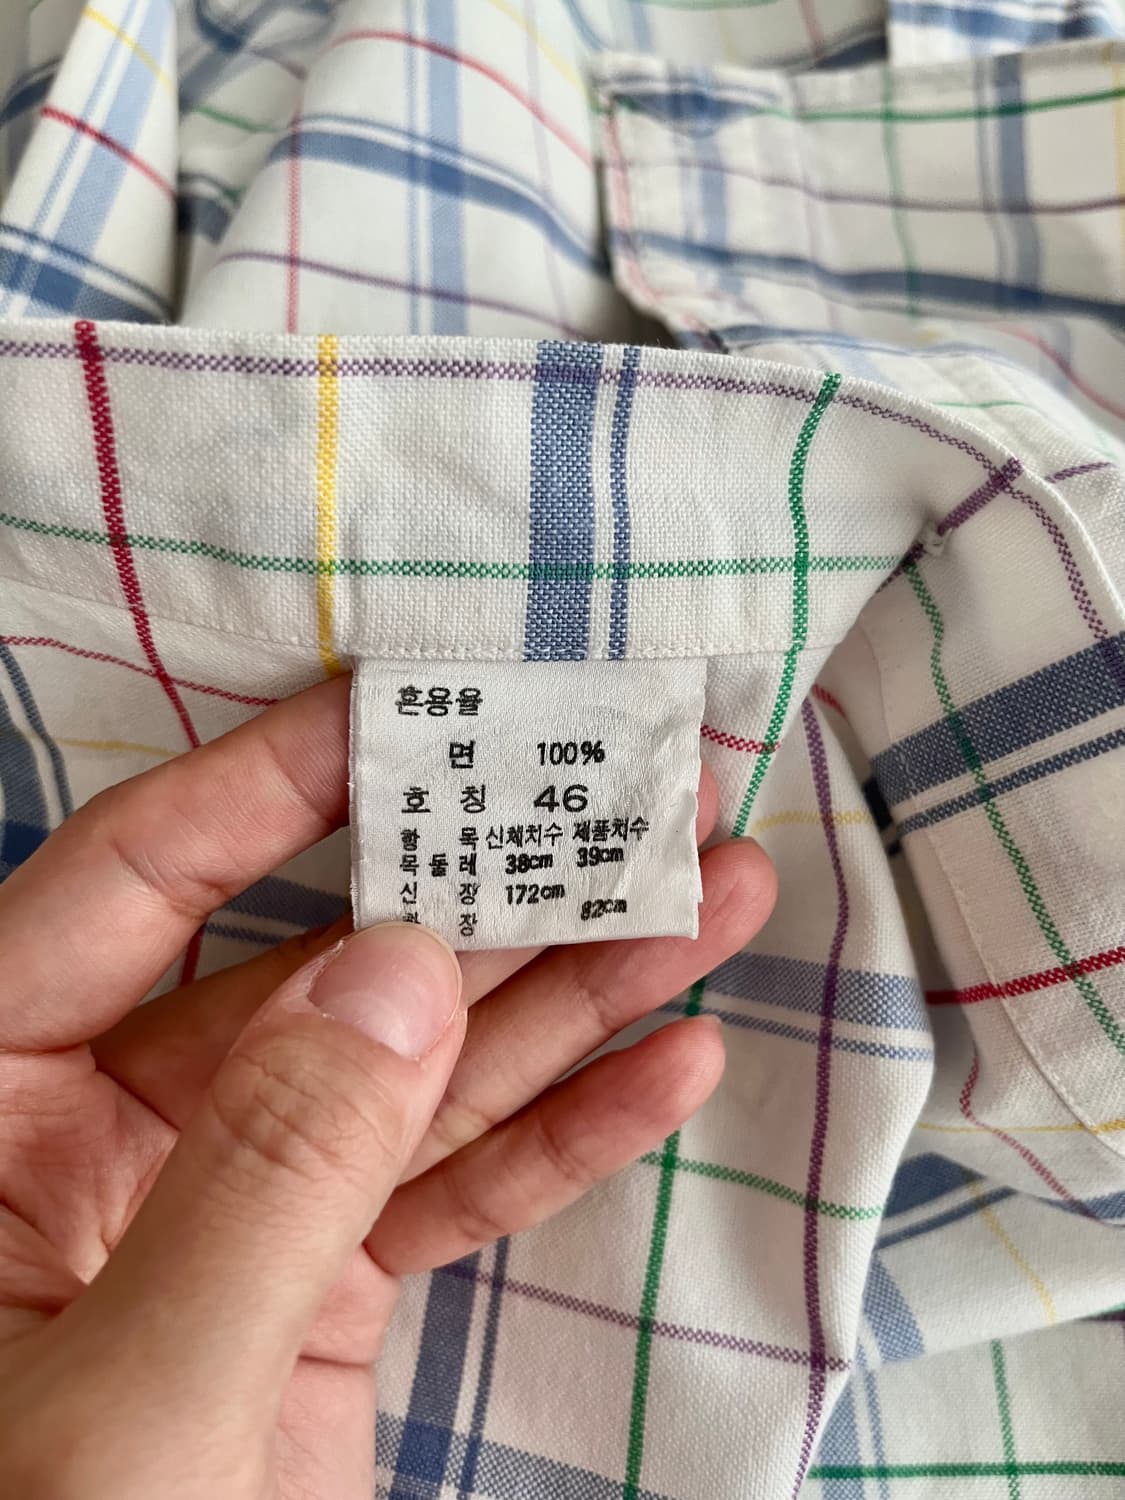 혼용율
면 100%
호 칭 46
항 목 신체치수 제품치수
목 둘 레 38cm 39cm
신 장 172cm
장 82cm